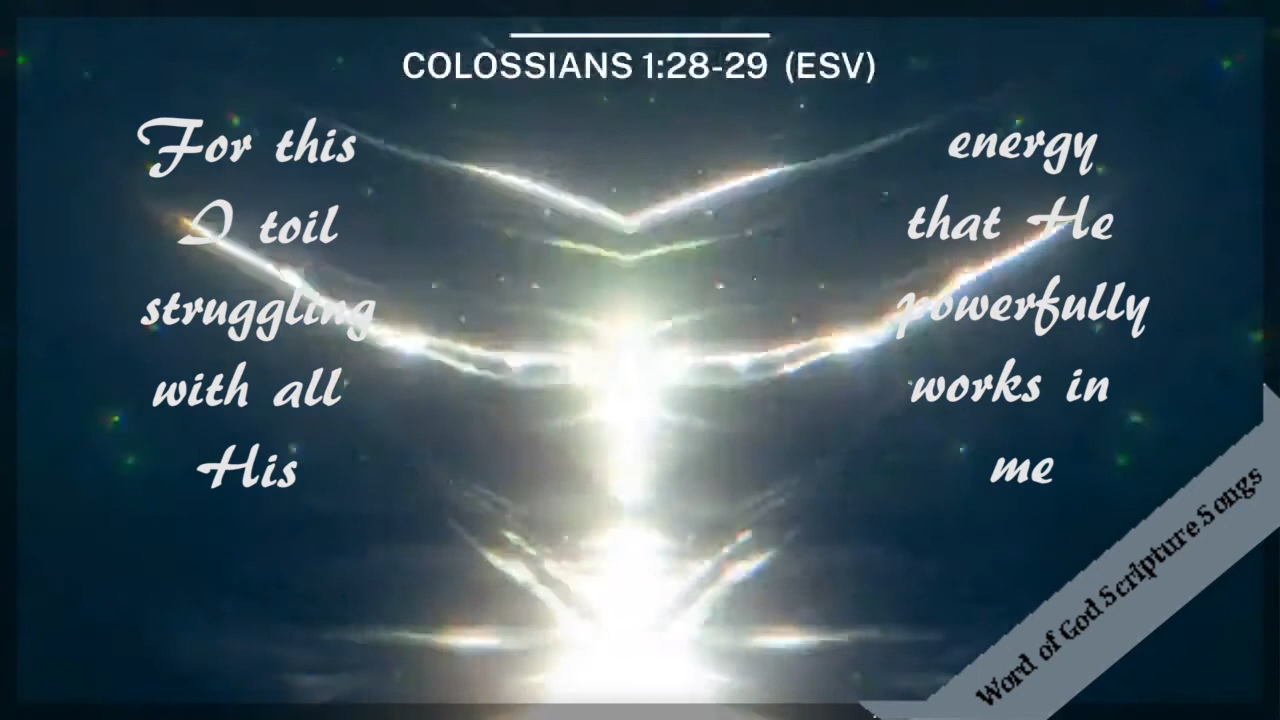 COLOSSIANS 1:28-29 (ESV)
For this
I toil
struggling
with all
His
energy
that He
powerfully
works in
me
Word of God Scripture Songs